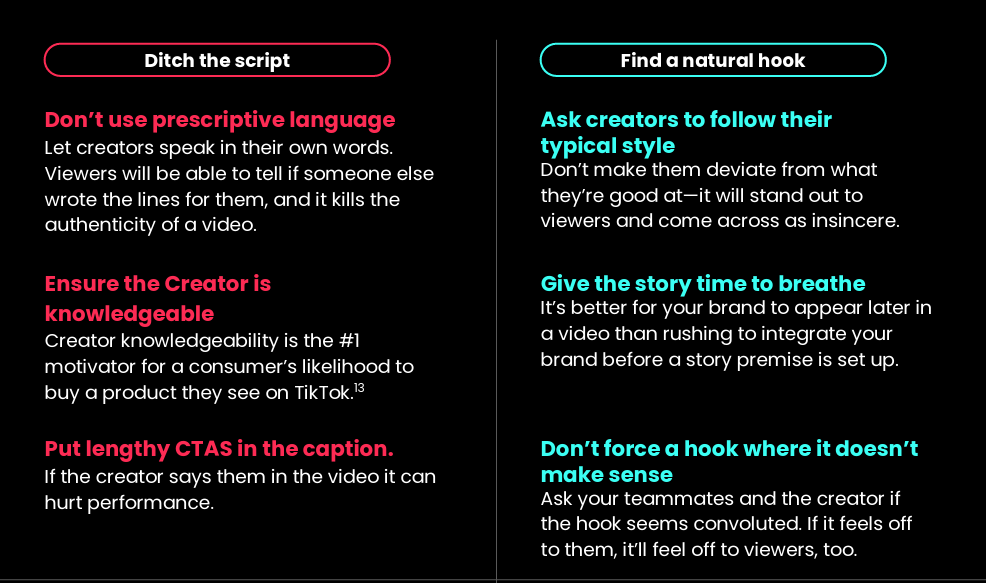 Ditch the script
Don't use prescriptive language
Let creators speak in their own words.
Viewers will be able to tell if someone else
wrote the lines for them, and it kills the
authenticity of a video.
Ensure the Creator is
knowledgeable
Creator knowledgeability is the #1
motivator for a consumer's likelihood to
buy a product they see on TikTok.¹³
Put lengthy CTAS in the caption.
If the creator says them in the video it can
hurt performance.
Find a natural hook
Ask creators to follow their
typical style
Don't make them deviate from what
they're good at—it will stand out to
viewers and come across as insincere.
Give the story time to breathe
It's better for your brand to appear later in
a video than rushing to integrate your
brand before a story premise is set up.
Don't force a hook where it doesn't
make sense
Ask your teammates and the creator if
the hook seems convoluted. If it feels off
to them, it'll feel off to viewers, too.